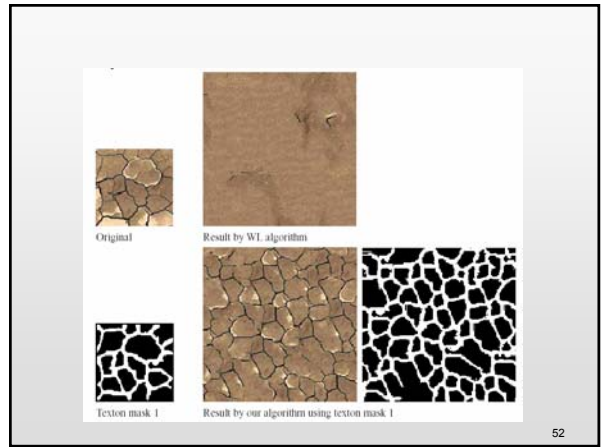 Original
Result by WL algorithm
Texton mask 1
Result by our algorithm using texton mask 1
52